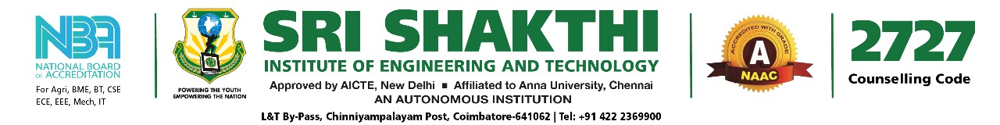 NBA
NATIONAL BOARD
OF ACCREDITATION
For Agri, BME, BT, CSE
ECE, EEE, Mech, IT
POWERING THE YOUTH
EMPOWERING THE NATION
SRI SHAKTHI
INSTITUTE OF ENGINEERING AND TECHNOLOGY
Approved by AICTE, New Delhi ■ Affiliated to Anna University, Chennai
AN AUTONOMOUS INSTITUTION
L&T By-Pass, Chinniyampalayam Post, Coimbatore-641062 | Tel: +91 422 2369900
ACCREDITED WITH GRADE
A
NAAC
2727
Counselling Code